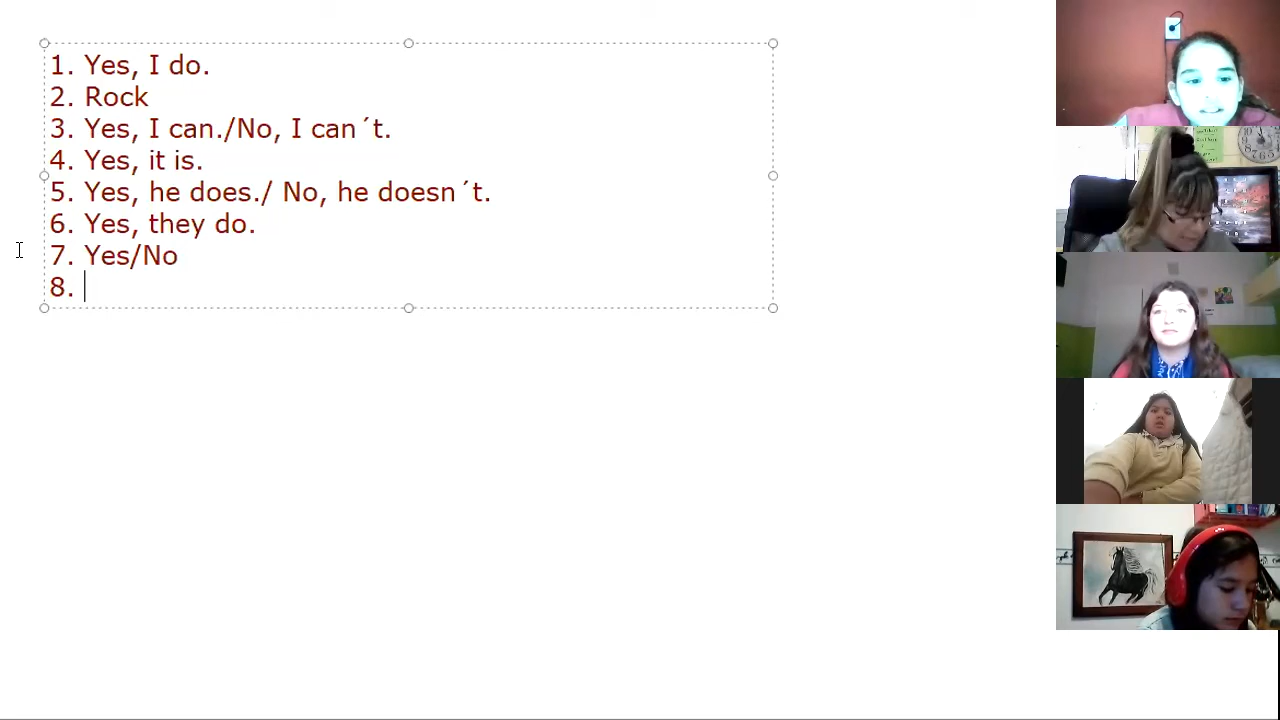 1. Yes, I do.
2. Rock
3. Yes, I can./No, I can´t.
4. Yes, it is.
5. Yes, he does./ No, he doesn´t.
6. Yes, they do.
7. Yes/No
8.